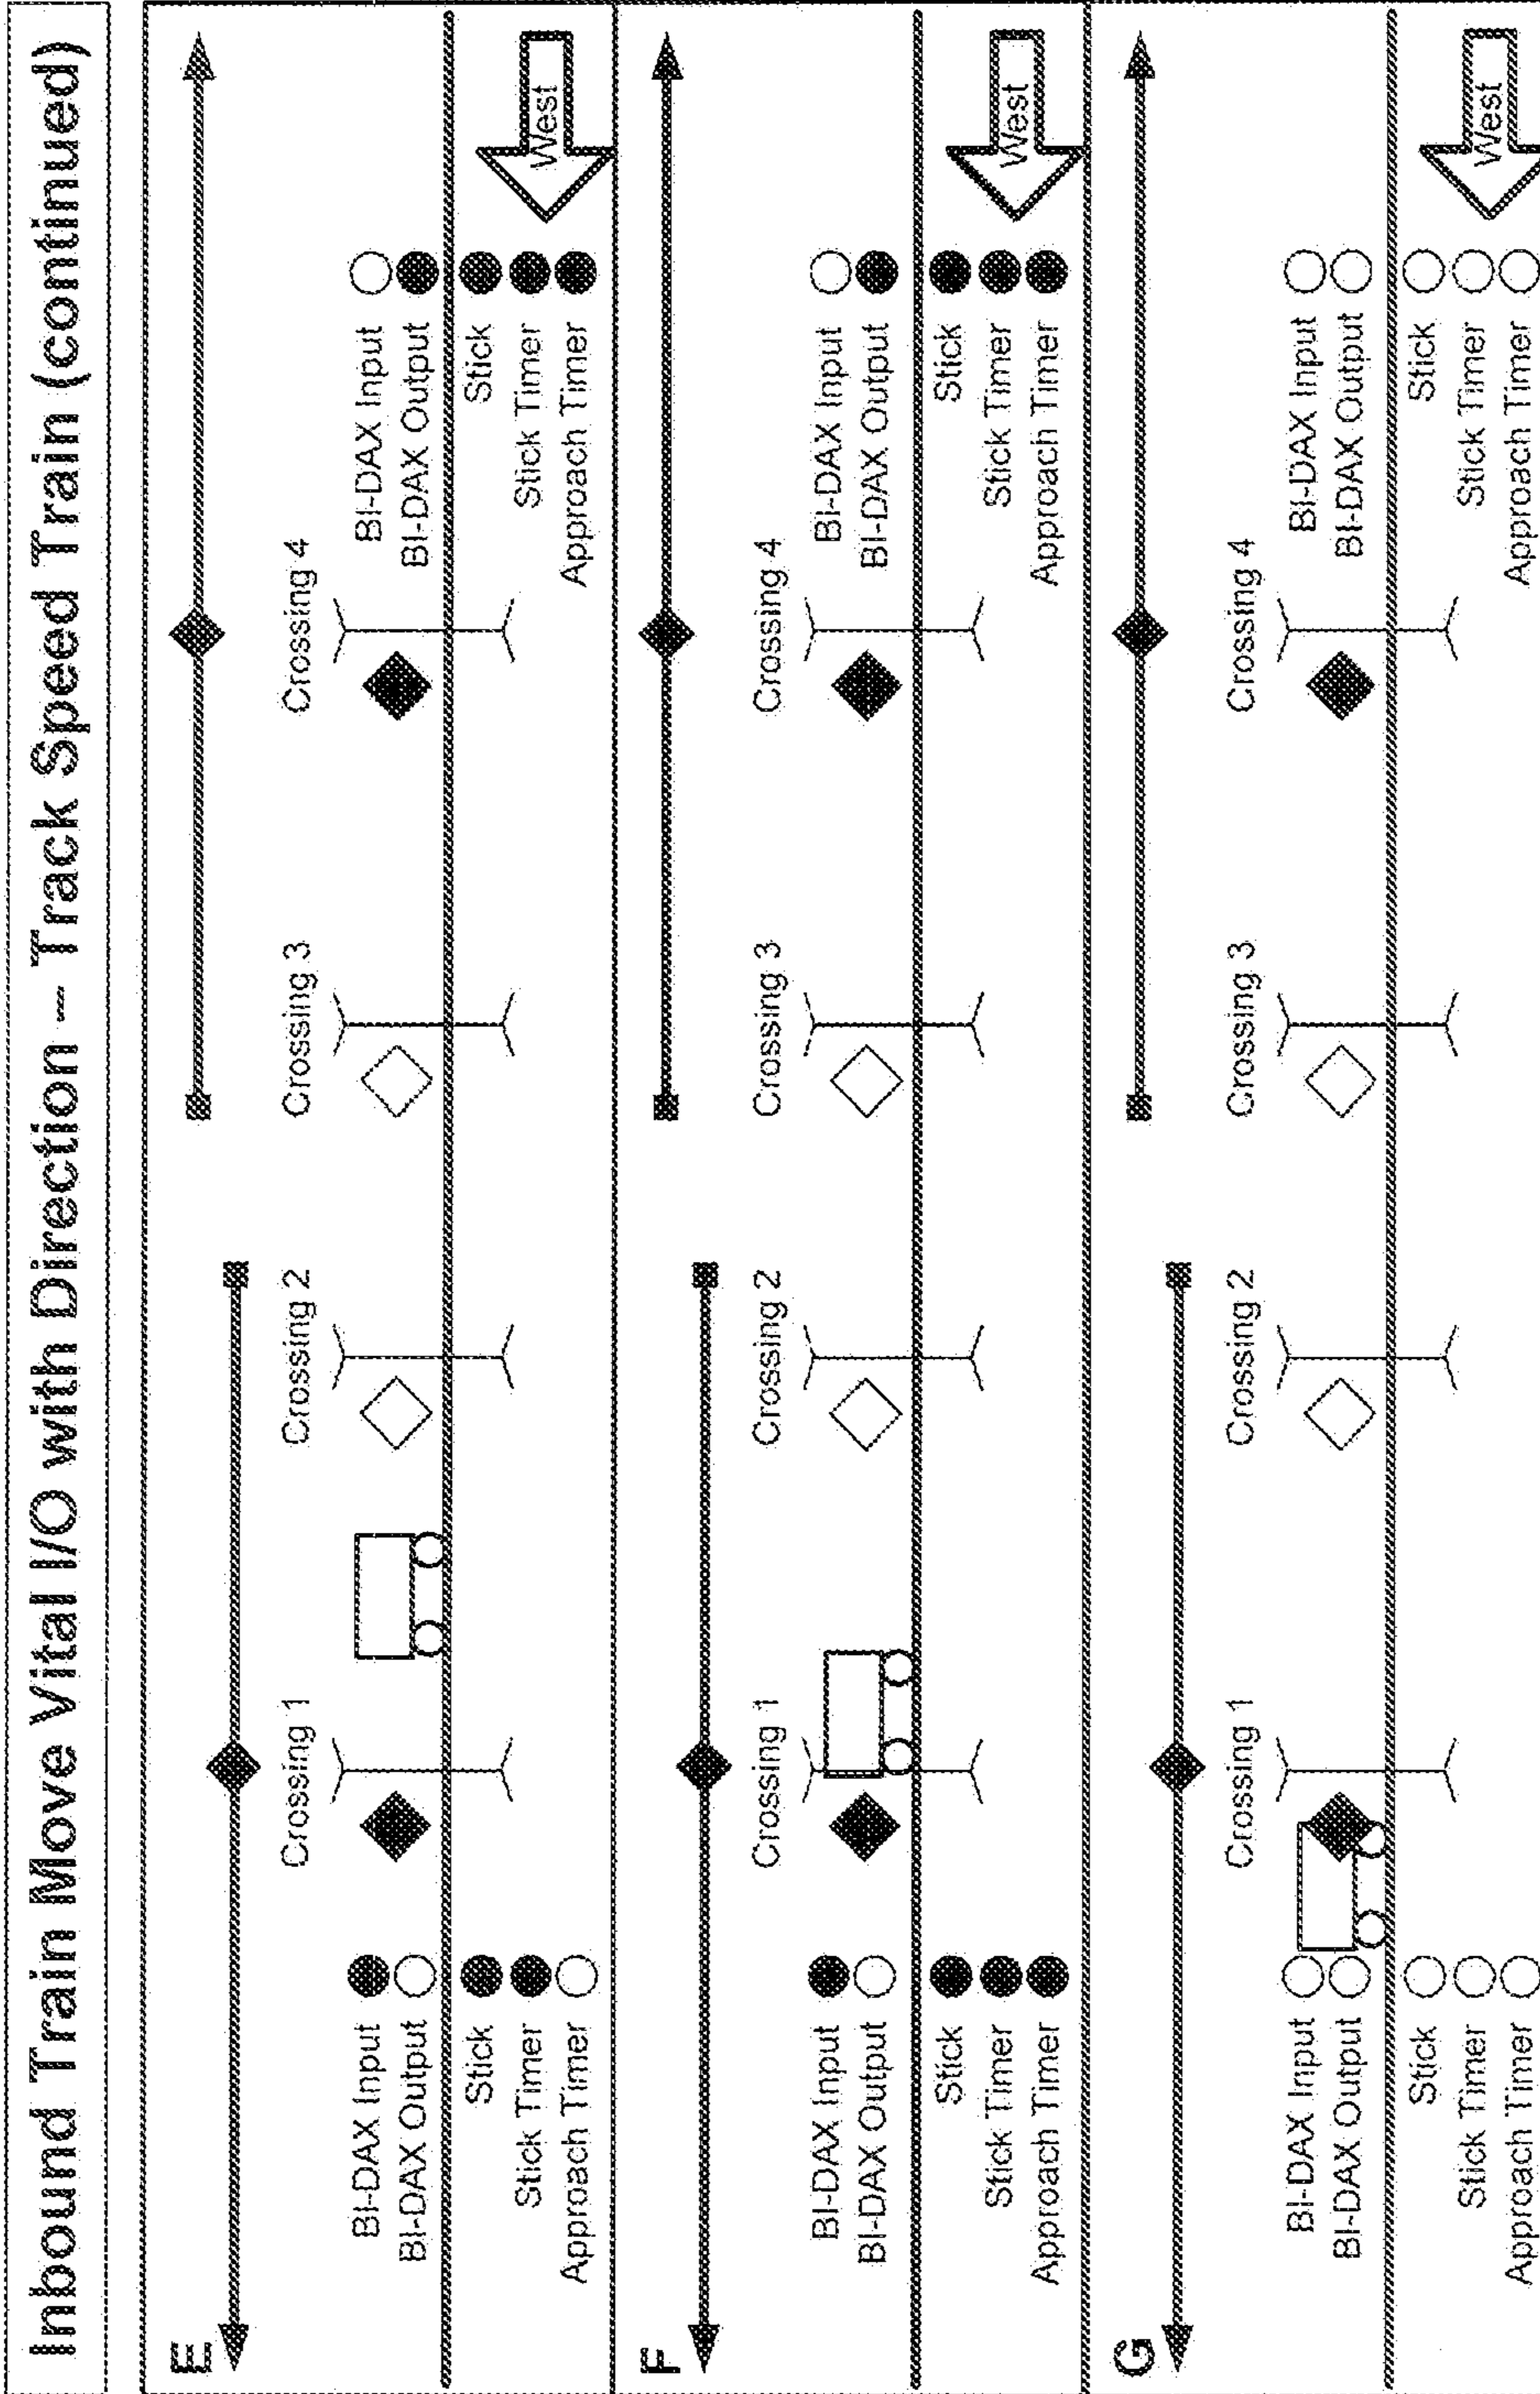 Inbound Train Move Vital I/O with Direction -- Track Speed Train (continued)
E
Crossing 1
Crossing 2
Crossing 3
Crossing 4
BI-DAX Input
BI-DAX Output
Stick
Stick Timer
Approach Timer
BI-DAX Input
BI-DAX Output
Stick
Stick Timer
Approach Timer
West
F
Crossing 1
Crossing 2
Crossing 3
Crossing 4
BI-DAX Input
BI-DAX Output
Stick
Stick Timer
Approach Timer
BI-DAX Input
BI-DAX Output
Stick
Stick Timer
Approach Timer
West
G
Crossing 1
Crossing 2
Crossing 3
Crossing 4
BI-DAX Input
BI-DAX Output
Stick
Stick Timer
Approach Timer
BI-DAX Input
BI-DAX Output
Stick
Stick Timer
Approach Timer
West